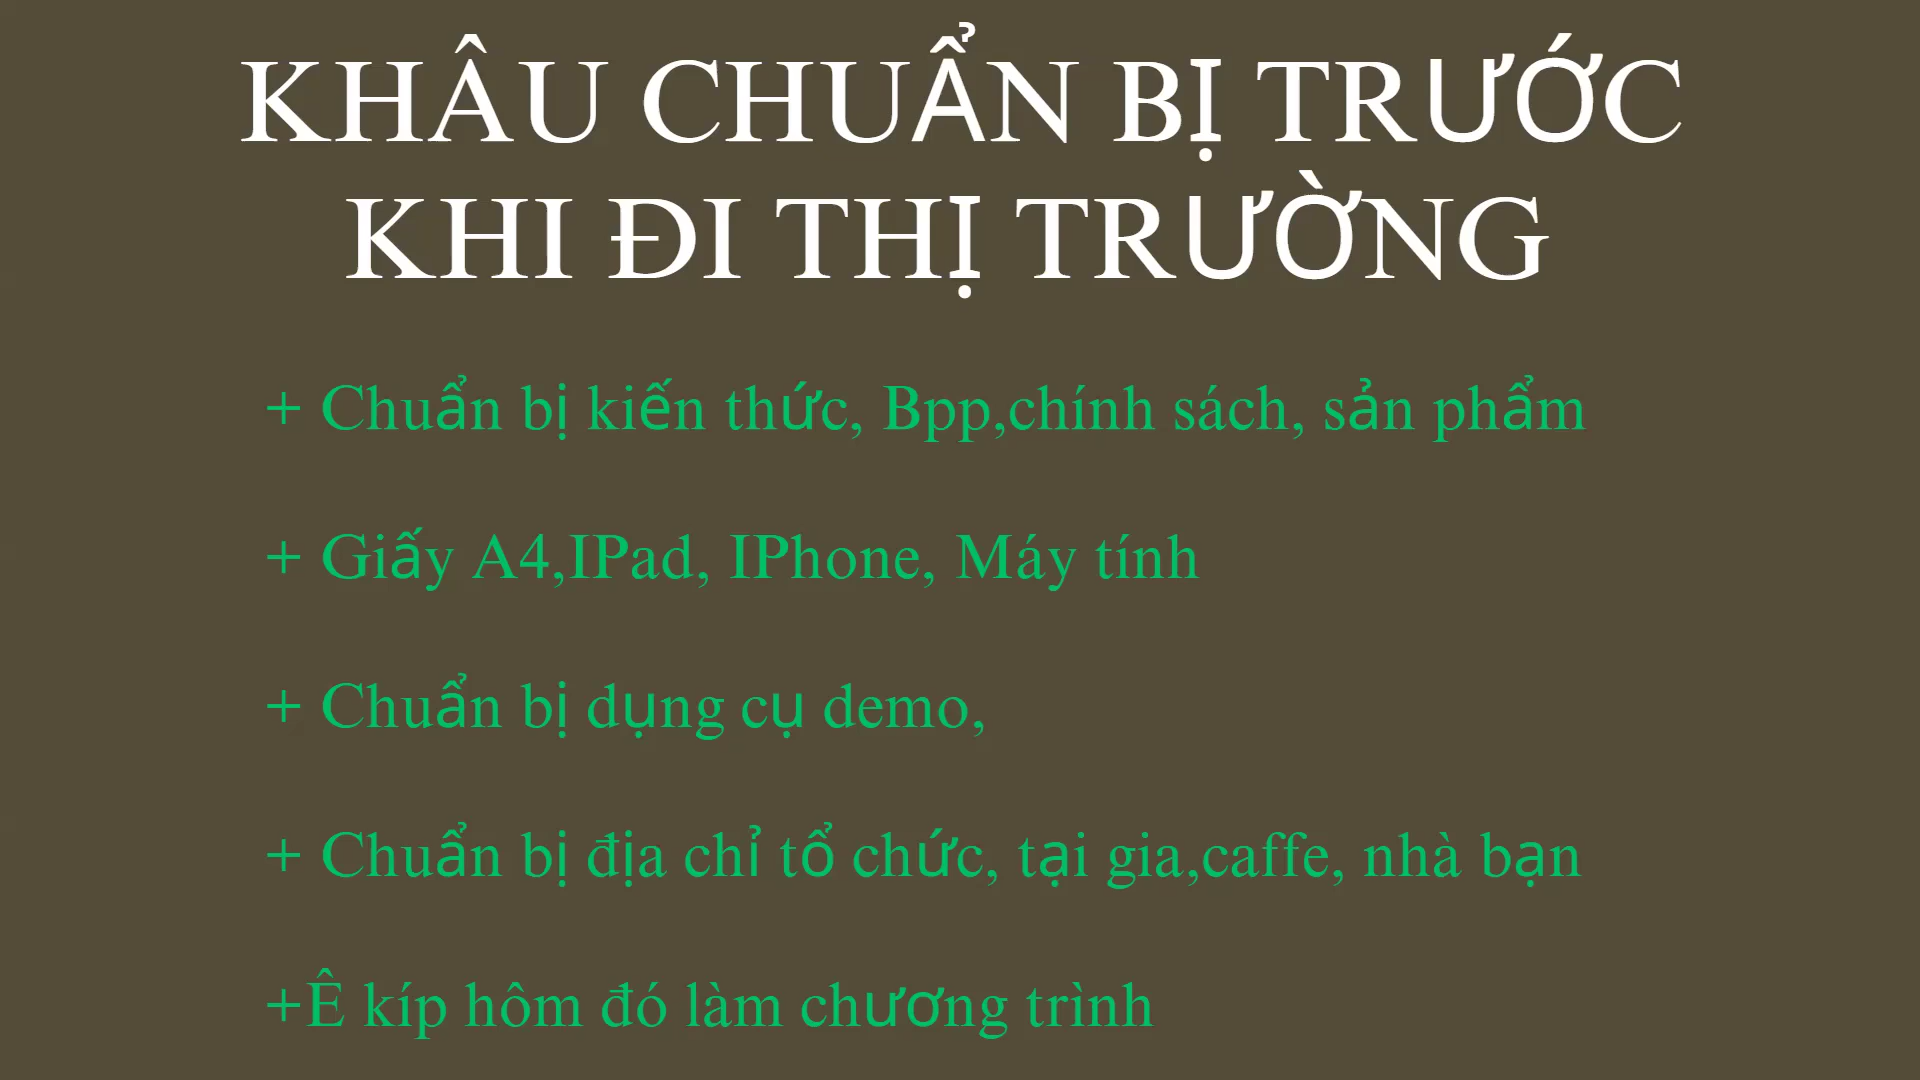 KHÂU CHUẨN BỊ TRƯỚC
KHI ĐI THỊ TRƯỜNG
+ Chuẩn bị kiến thức, Bpp,chính sách, sản phẩm
+ Giấy A4,IPad, IPhone, Máy tính
+ Chuẩn bị dụng cụ demo,
+ Chuẩn bị địa chỉ tổ chức, tại gia,caffe, nhà bạn
+Ê kíp hôm đó làm chương trình